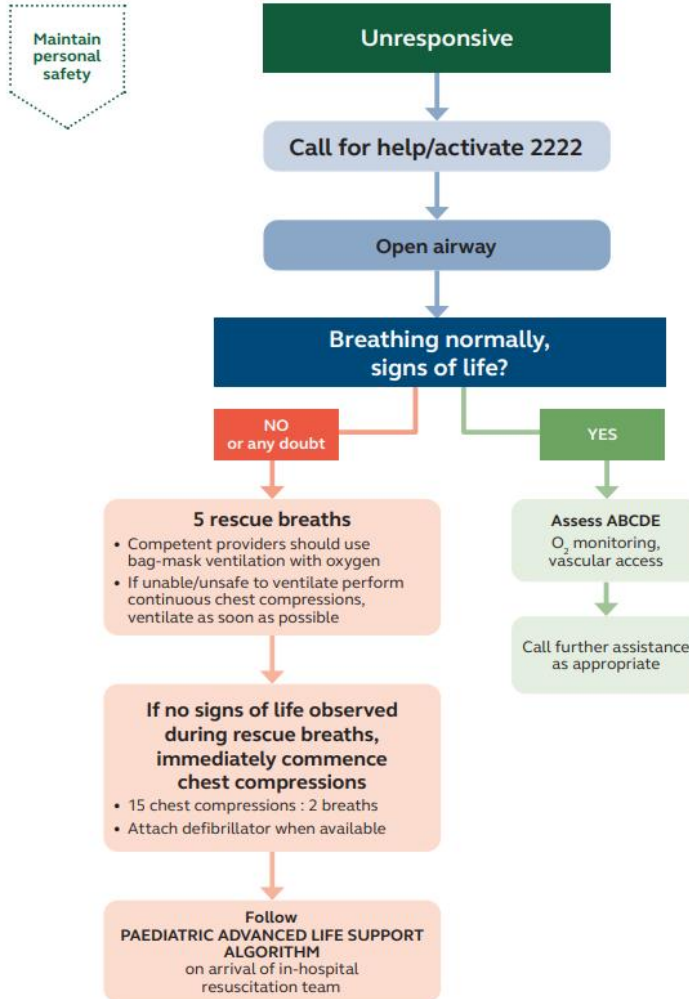 Maintain
personal
safety
Unresponsive
Call for help/activate 2222
Open airway
Breathing normally,
signs of life?
NO
or any doubt
YES
5 rescue breaths
• Competent providers should use
bag-mask ventilation with oxygen
• If unable/unsafe to ventilate perform
continuous chest compressions,
ventilate as soon as possible
Assess ABCDE
O₂ monitoring,
vascular access
Call further assistance
as appropriate
If no signs of life observed
during rescue breaths,
immediately commence
chest compressions
• 15 chest compressions : 2 breaths
• Attach defibrillator when available
Follow
PAEDIATRIC ADVANCED LIFE SUPPORT
ALGORITHM
on arrival of in-hospital
resuscitation team